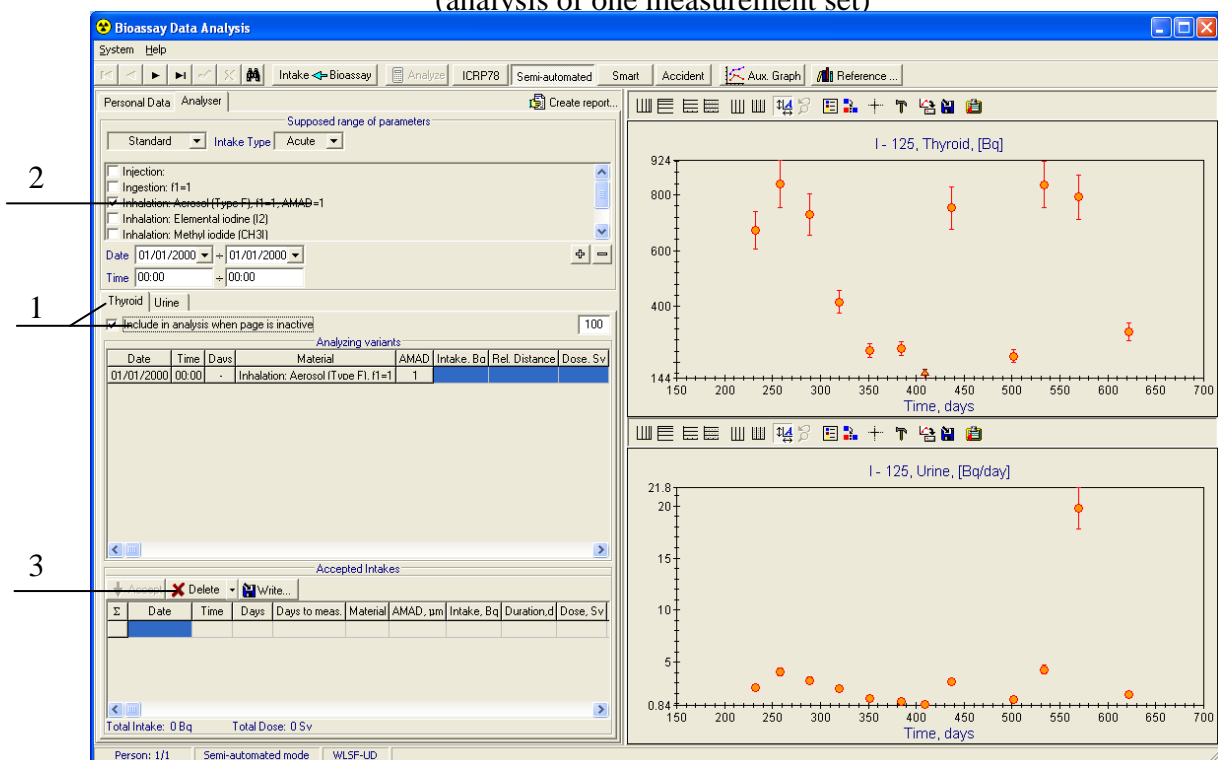 (analysis of one measurement set)
Bioassay Data Analysis
System Help
Intake Bioassay Analyze ICRP78 Semi-automated Smart Accident Aux. Graph Reference ...
Personal Data Analyser Create report...
Supposed range of parameters
Standard Intake Type Acute
Injection:
Ingestion: f1=1
2
Inhalation: Aerosol (Type F), f1=1, AMAD=1
Inhalation: Elemental iodine (I2)
Inhalation: Methyl iodide (CH3I)
Date 01/01/2000 ÷ 01/01/2000
Time 00:00 ÷ 00:00
1
Thyroid Urine
Include in analysis when page is inactive 100
Analyzing variants
Date Time Days Material AMAD Intake. Bq Rel. Distance Dose. Sv
01/01/2000 00:00 - Inhalation: Aerosol (Type F). f1=1 1
Accepted Intakes
3
Accept Delete Write...
Σ Date Time Days Days to meas. Material AMAD, µm Intake, Bq Duration,d Dose, Sv
Total Intake: 0 Bq Total Dose: 0 Sv
Person: 1/1 Semi-automated mode WLSF-UD
I - 125, Thyroid, [Bq]
924
800
600
400
144
150 200 250 300 350 400 450 500 550 600 650 700
Time, days
I - 125, Urine, [Bq/day]
21.8
20
15
10
5
0.84
150 200 250 300 350 400 450 500 550 600 650 700
Time, days